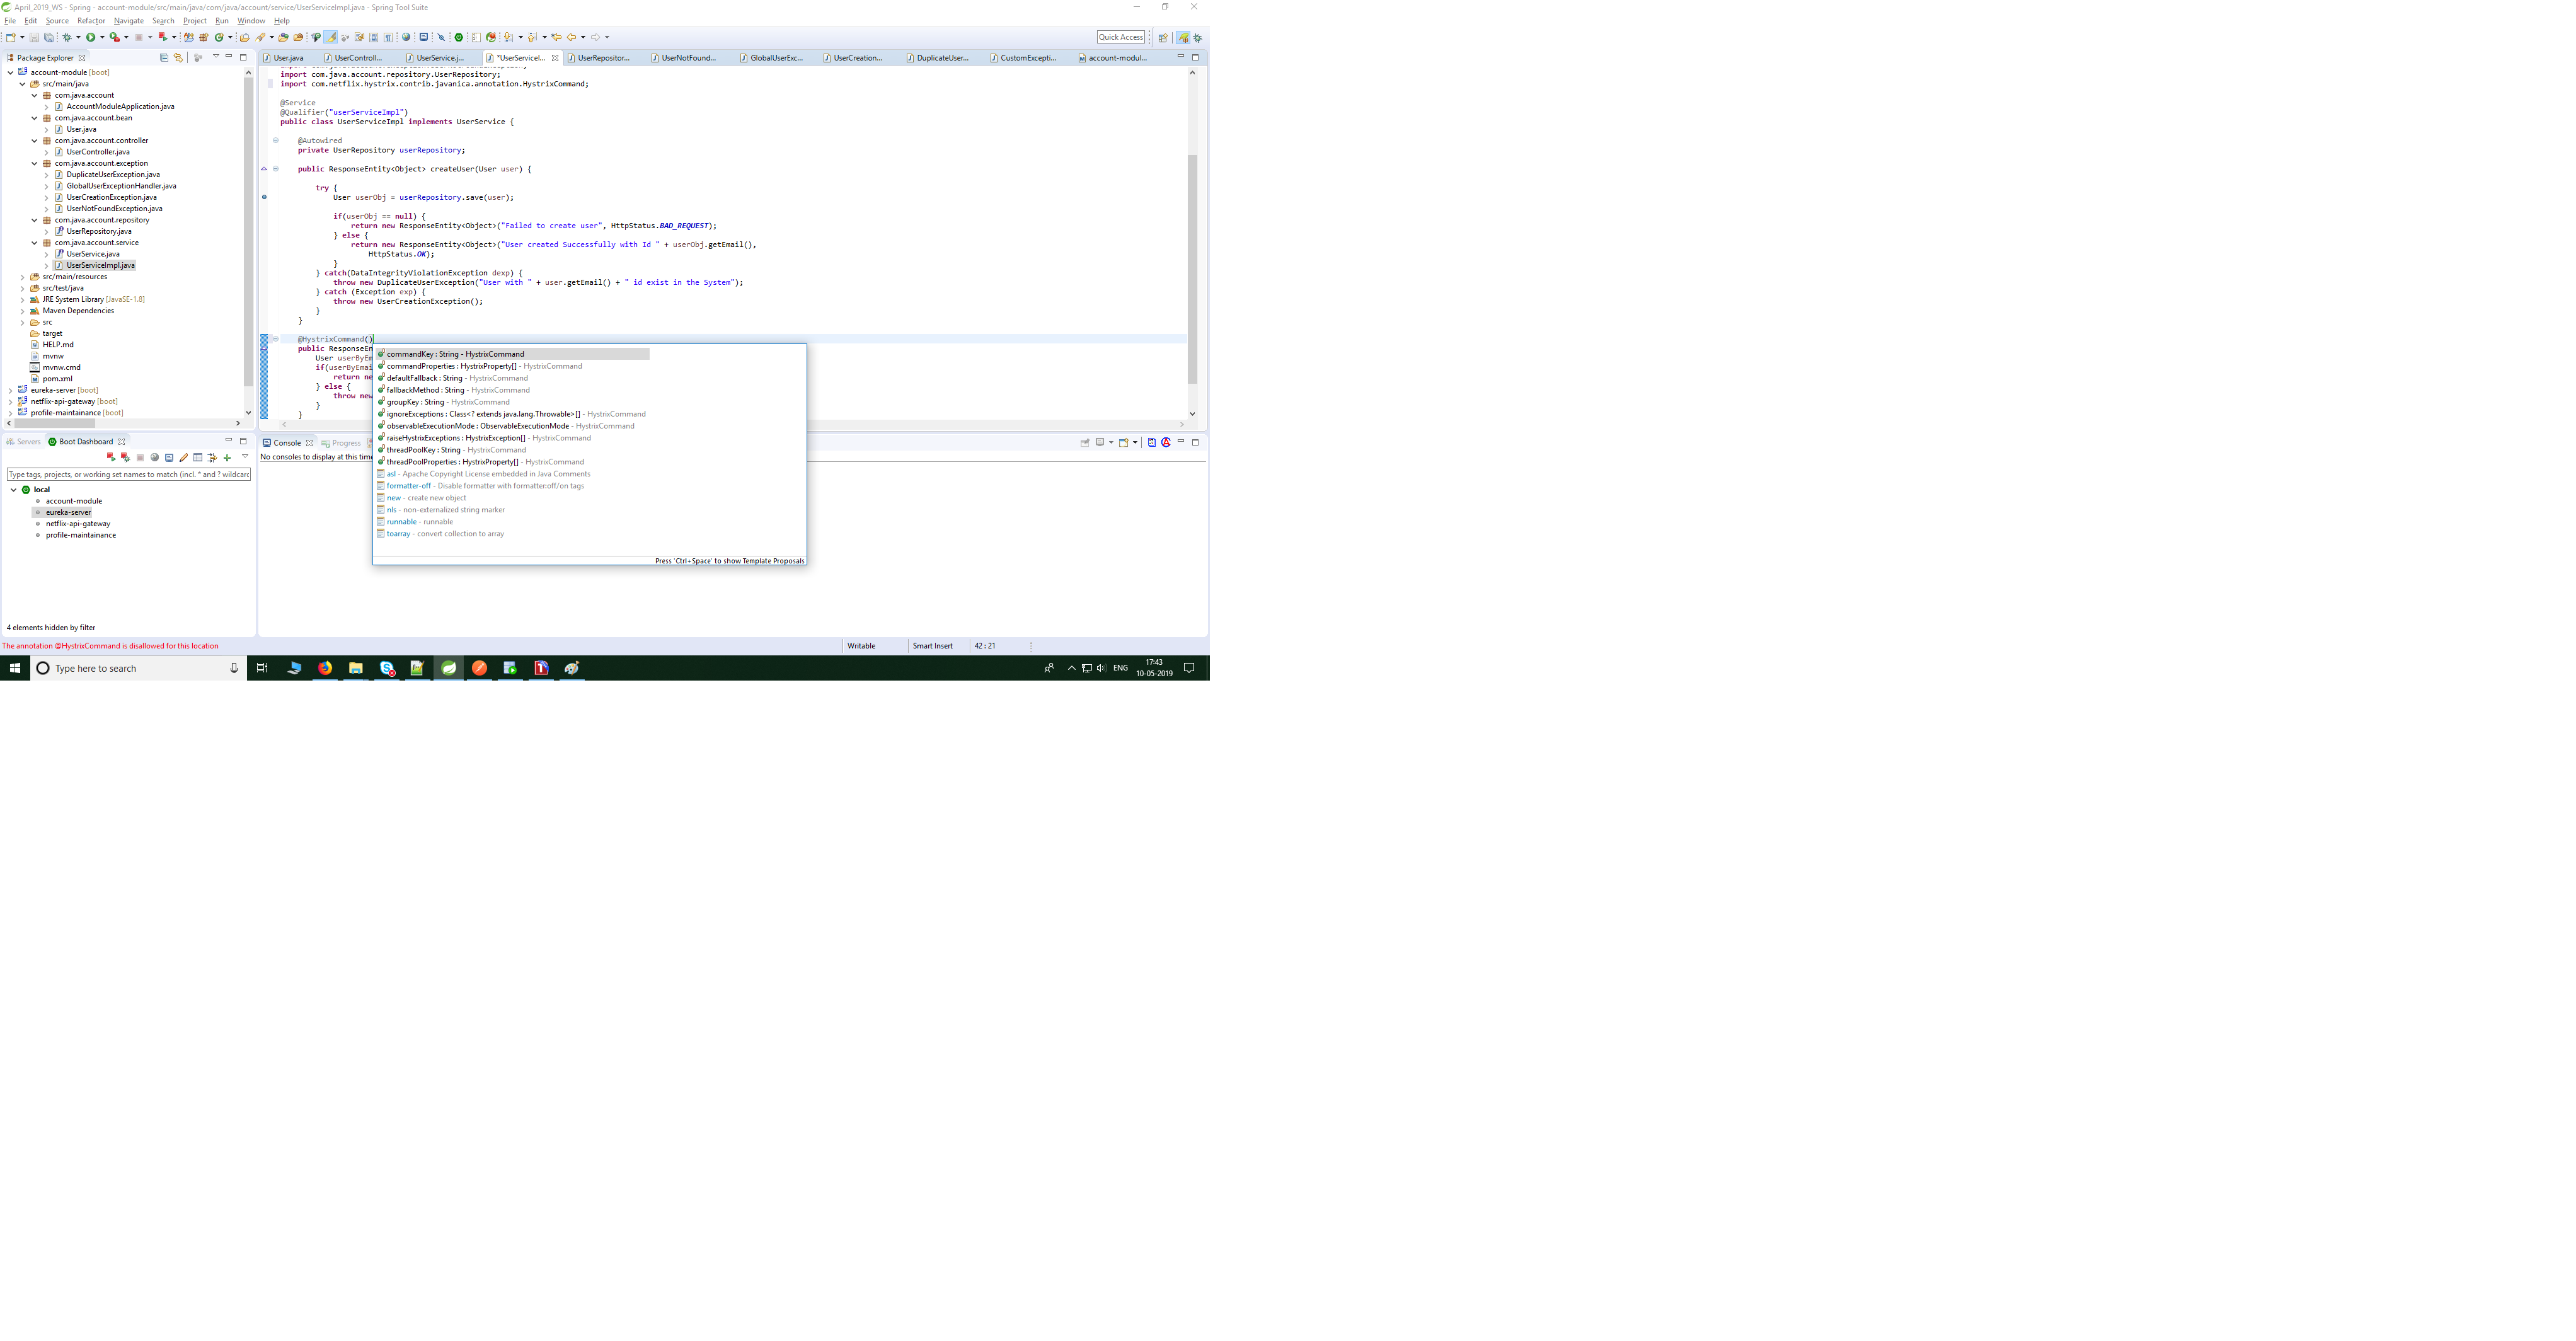 April_2019_WS - Spring - account-module/src/main/java/com/java/account/service/UserServiceImpl.java - Spring Tool Suite
File Edit Source Refactor Navigate Search Project Run Window Help
Quick Access
Package Explorer
account-module [boot]
src/main/java
com.java.account
AccountModuleApplication.java
com.java.account.bean
User.java
com.java.account.controller
UserController.java
com.java.account.exception
DuplicateUserException.java
GlobalUserExceptionHandler.java
UserCreationException.java
UserNotFoundException.java
com.java.account.repository
UserRepository.java
com.java.account.service
UserService.java
UserServiceImpl.java
src/main/resources
src/test/java
JRE System Library [JavaSE-1.8]
Maven Dependencies
src
target
HELP.md
mvnw
mvnw.cmd
pom.xml
eureka-server [boot]
netflix-api-gateway [boot]
profile-maintainance [boot]
User.java UserControll... UserService.j... *UserServiceI... UserRepositor... UserNotFound... GlobalUserExc... UserCreation... DuplicateUser... CustomExcepti... account-modul...
import com.java.account.repository.UserRepository;
import com.netflix.hystrix.contrib.javanica.annotation.HystrixCommand;
@Service
@Qualifier("userServiceImpl")
public class UserServiceImpl implements UserService {
@Autowired
private UserRepository userRepository;
public ResponseEntity<Object> createUser(User user) {
try {
User userObj = userRepository.save(user);
if(userObj == null) {
return new ResponseEntity<Object>("Failed to create user", HttpStatus.BAD_REQUEST);
} else {
return new ResponseEntity<Object>("User created Successfully with Id " + userObj.getEmail(),
HttpStatus.OK);
}
} catch(DataIntegrityViolationException dexp) {
throw new DuplicateUserException("User with " + user.getEmail() + " id exist in the System");
} catch (Exception exp) {
throw new UserCreationException();
}
}
@HystrixCommand()
public ResponseEn
User userByEm
if(userByEmai
return ne
} else {
throw new
}
}
commandKey : String - HystrixCommand
commandProperties : HystrixProperty[] - HystrixCommand
defaultFallback : String - HystrixCommand
fallbackMethod : String - HystrixCommand
groupKey : String - HystrixCommand
ignoreExceptions : Class<? extends java.lang.Throwable>[] - HystrixCommand
observableExecutionMode : ObservableExecutionMode - HystrixCommand
raiseHystrixExceptions : HystrixException[] - HystrixCommand
threadPoolKey : String - HystrixCommand
threadPoolProperties : HystrixProperty[] - HystrixCommand
asl - Apache Copyright License embedded in Java Comments
formatter-off - Disable formatter with formatter:off/on tags
new - create new object
nls - non-externalized string marker
runnable - runnable
toarray - convert collection to array
Press 'Ctrl+Space' to show Template Proposals
Servers Boot Dashboard
Type tags, projects, or working set names to match (incl. * and ? wildcard
local
account-module
eureka-server
netflix-api-gateway
profile-maintainance
4 elements hidden by filter
Console Progress
No consoles to display at this time
The annotation @HystrixCommand is disallowed for this location
Writable Smart Insert 42 : 21
Type here to search
ENG
17:43
10-05-2019